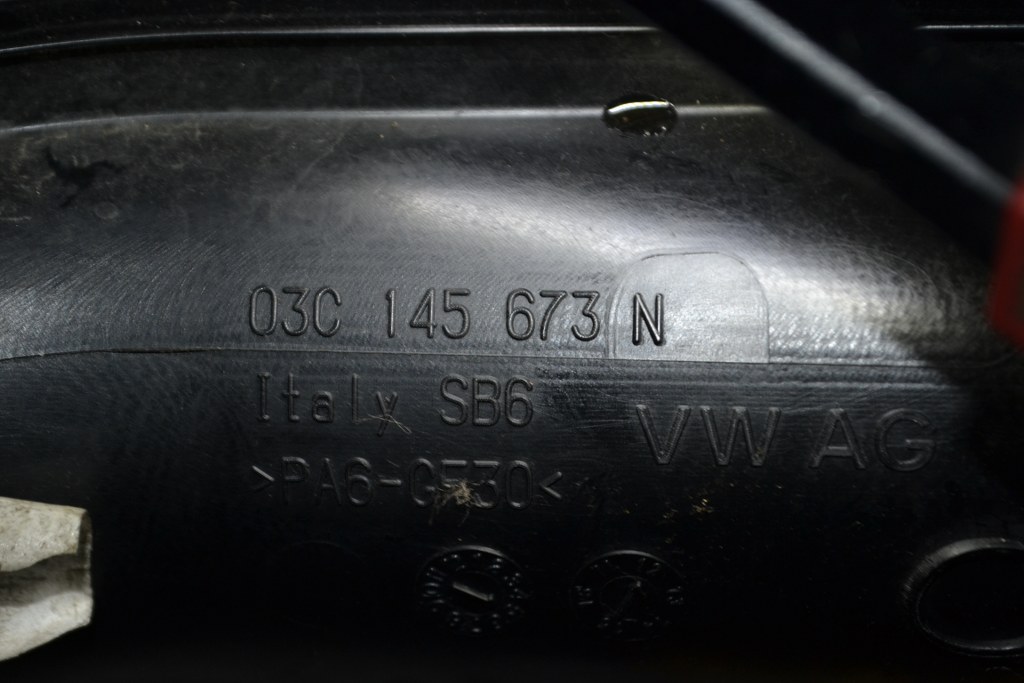 03C 145 673 N
Italy SB6
VW AG
>PA6-GF30<